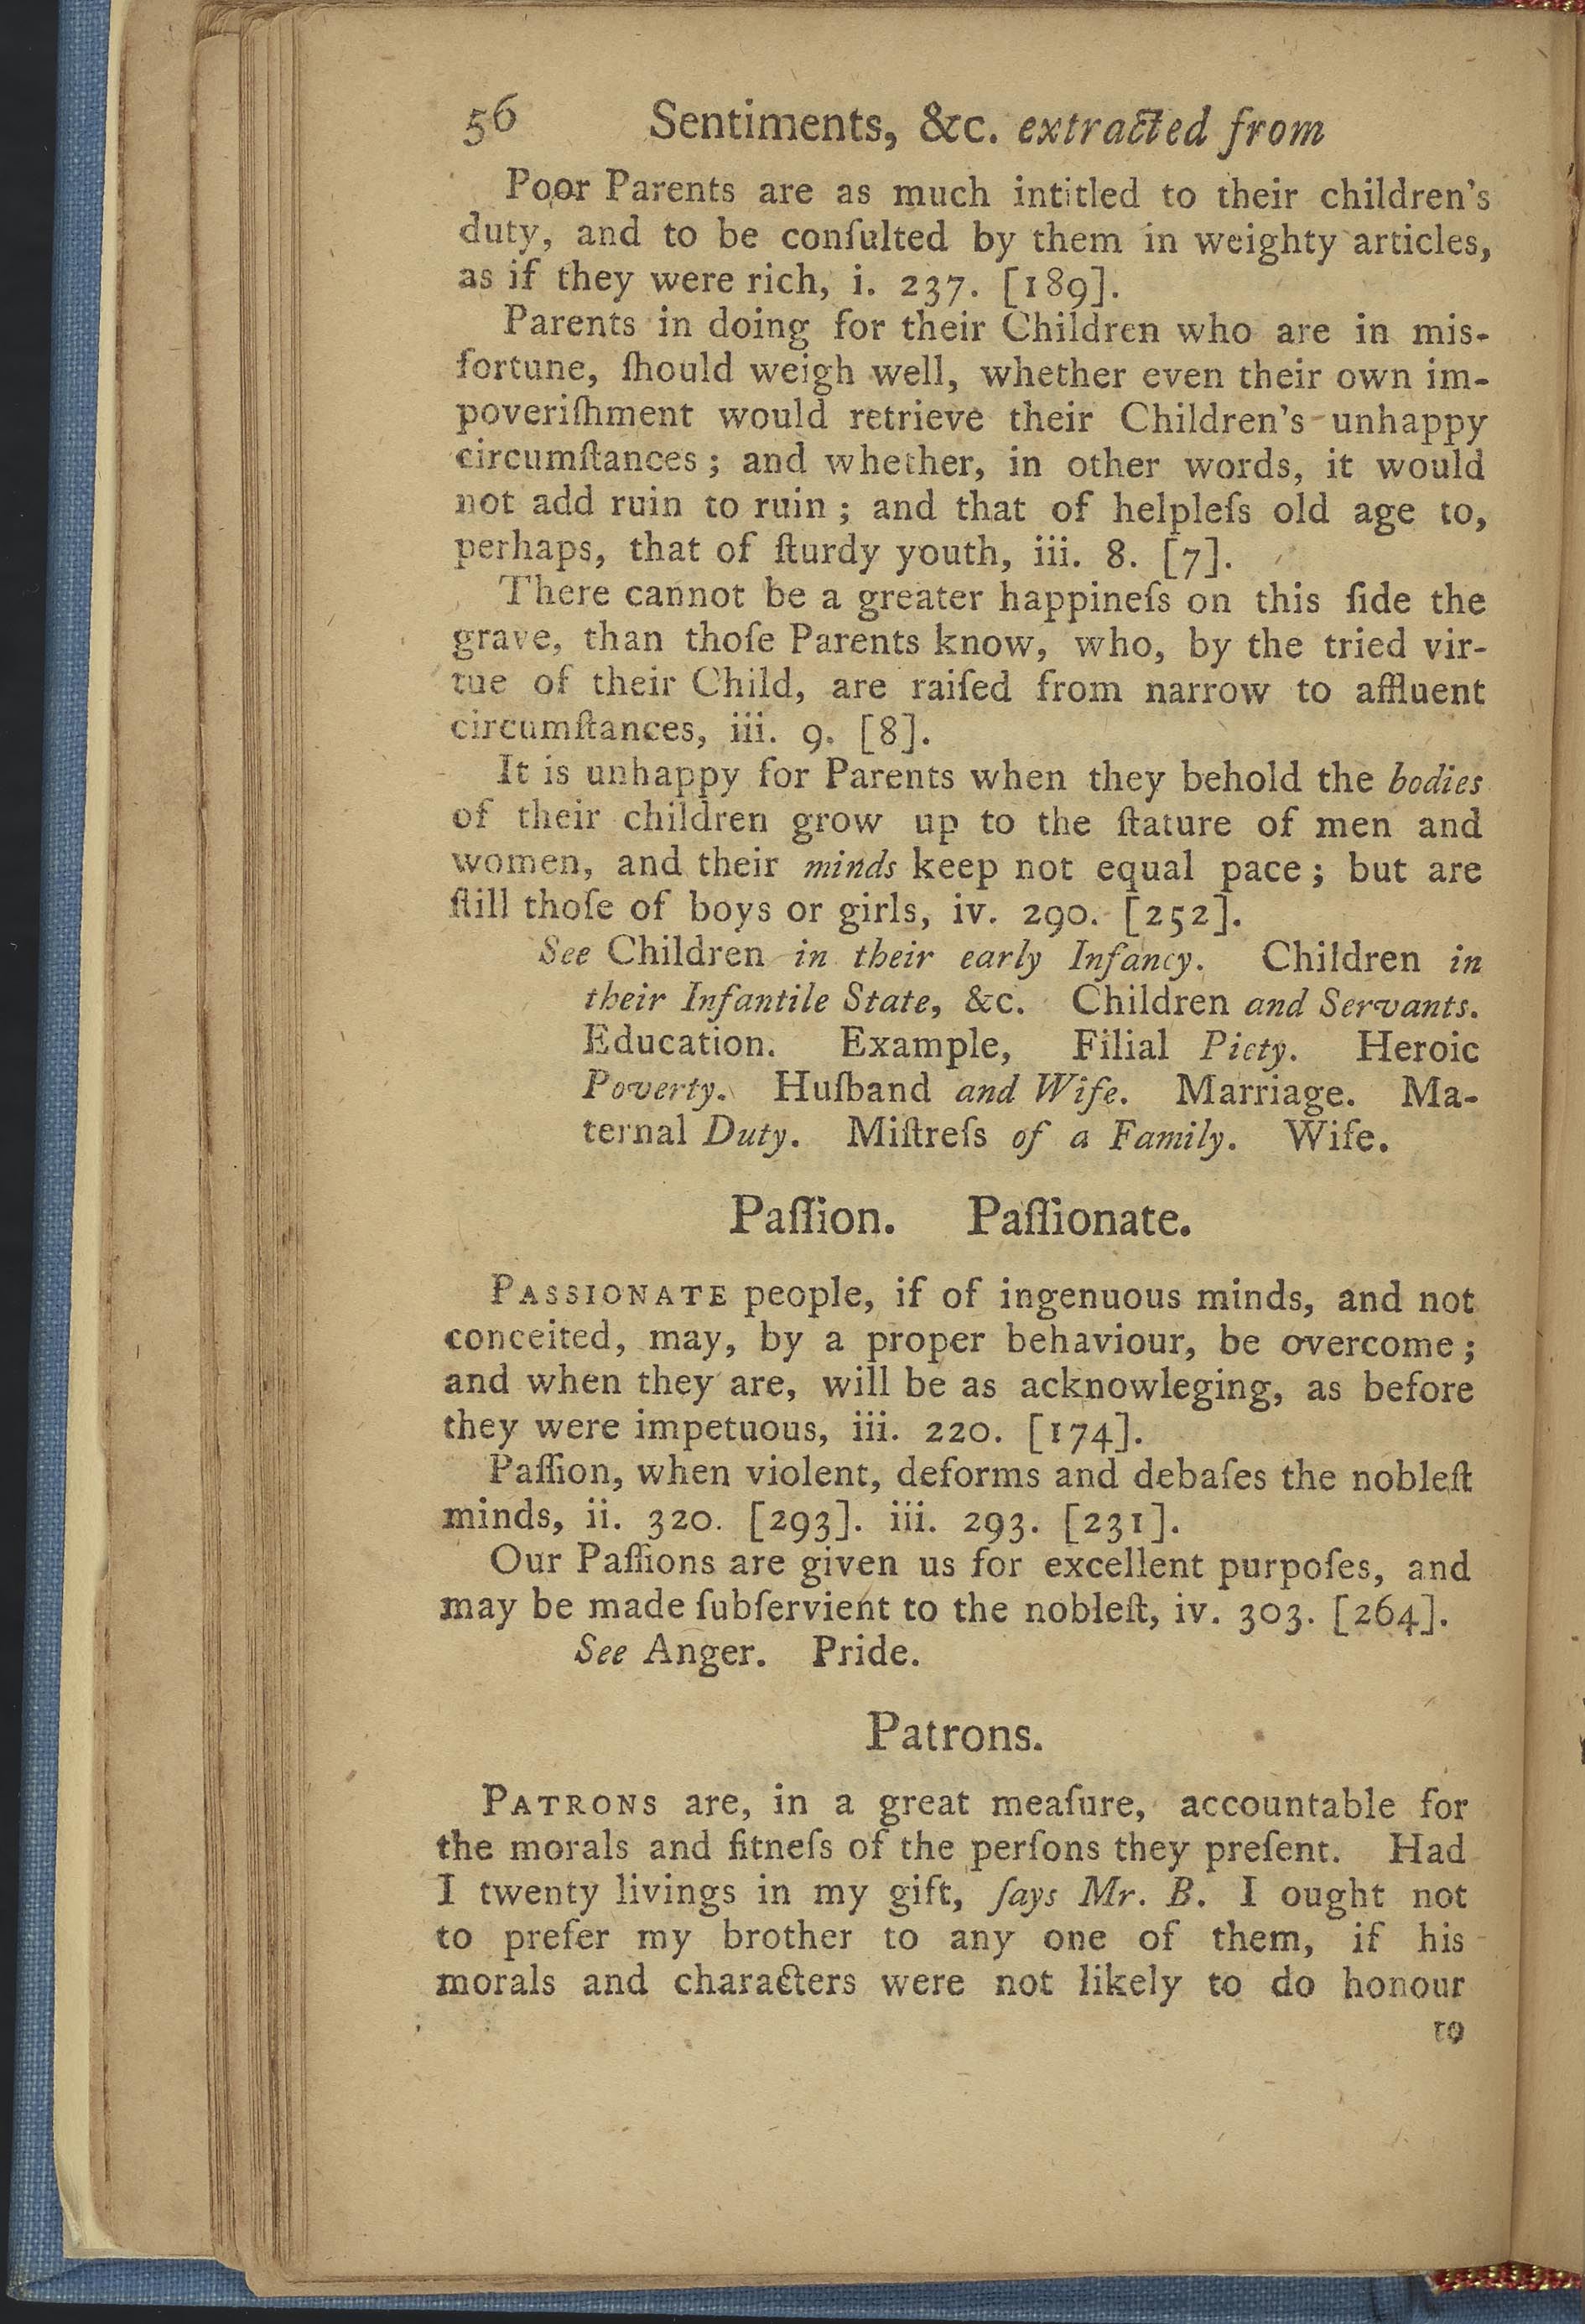 56 Sentiments, &c. extracted from
Poor Parents are as much intitled to their children's
duty, and to be conſulted by them in weighty articles,
as if they were rich, i. 237. [189].
Parents in doing for their Children who are in mis-
fortune, ſhould weigh well, whether even their own im-
poveriſhment would retrieve their Children's unhappy
circumſtances; and whether, in other words, it would
not add ruin to ruin; and that of helpleſs old age to,
perhaps, that of ſturdy youth, iii. 8. [7].
There cannot be a greater happineſs on this ſide the
grave, than thoſe Parents know, who, by the tried vir-
tue of their Child, are raiſed from narrow to affluent
circumſtances, iii. 9. [8].
It is unhappy for Parents when they behold the bodies
of their children grow up to the ſtature of men and
women, and their minds keep not equal pace; but are
ſtill thoſe of boys or girls, iv. 290. [252].
See Children in their early Infancy. Children in
their Infantile State, &c. Children and Servants.
Education. Example, Filial Piety. Heroic
Poverty. Huſband and Wife. Marriage. Ma-
ternal Duty. Miſtreſs of a Family. Wife.
Paſſion. Paſſionate.
PASSIONATE people, if of ingenuous minds, and not
conceited, may, by a proper behaviour, be overcome;
and when they are, will be as acknowleging, as before
they were impetuous, iii. 220. [174].
Paſſion, when violent, deforms and debaſes the nobleſt
minds, ii. 320. [293]. iii. 293. [231].
Our Paſſions are given us for excellent purpoſes, and
may be made ſubſervient to the nobleſt, iv. 303. [264].
See Anger. Pride.
Patrons.
PATRONS are, in a great meaſure, accountable for
the morals and fitneſs of the perſons they preſent. Had
I twenty livings in my gift, ſays Mr. B. I ought not
to prefer my brother to any one of them, if his
morals and characters were not likely to do honour
to